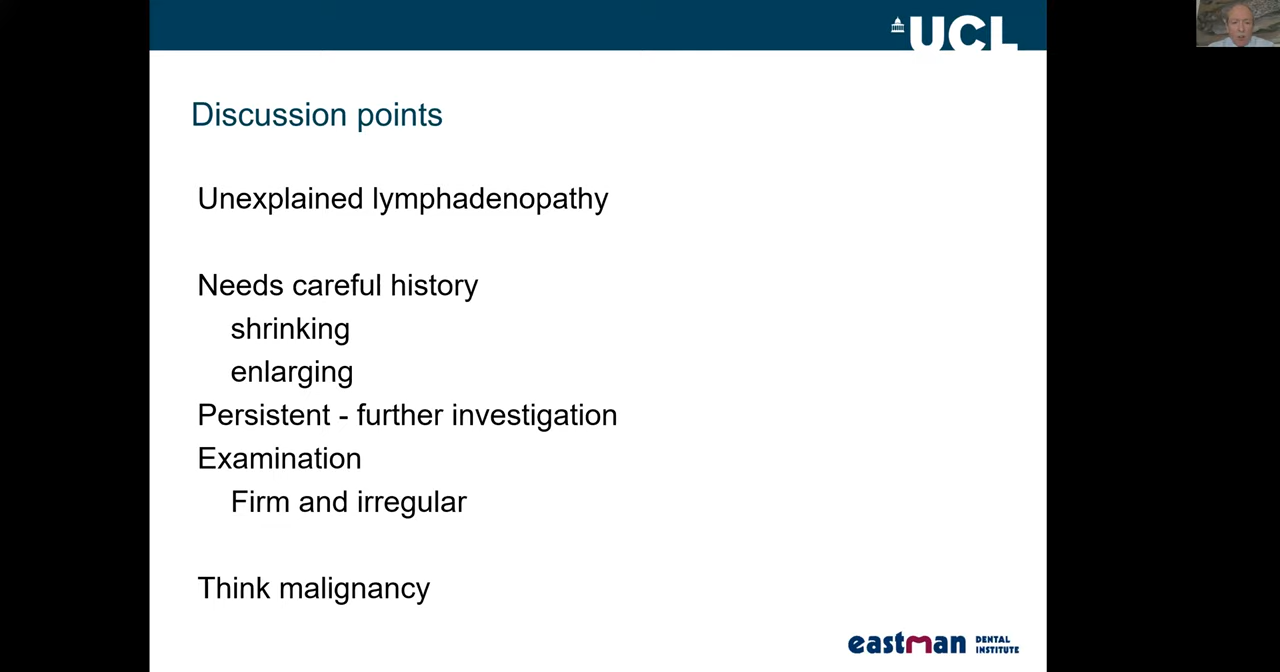 UCL
Discussion points
Unexplained lymphadenopathy
Needs careful history
shrinking
enlarging
Persistent - further investigation
Examination
Firm and irregular
Think malignancy
eastman DENTAL INSTITUTE